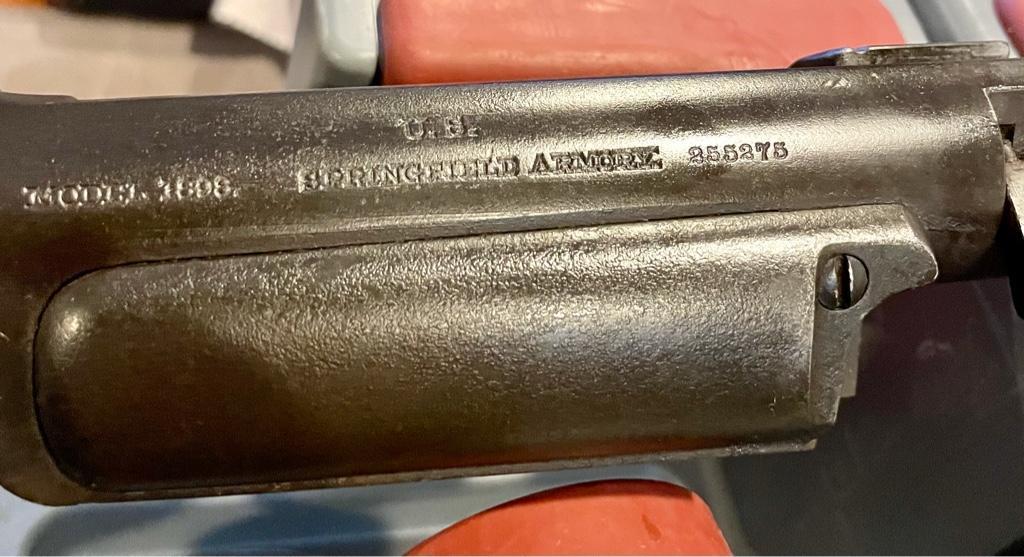 U.S.
MODEL 1898. SPRINGFIELD ARMORY. 255275